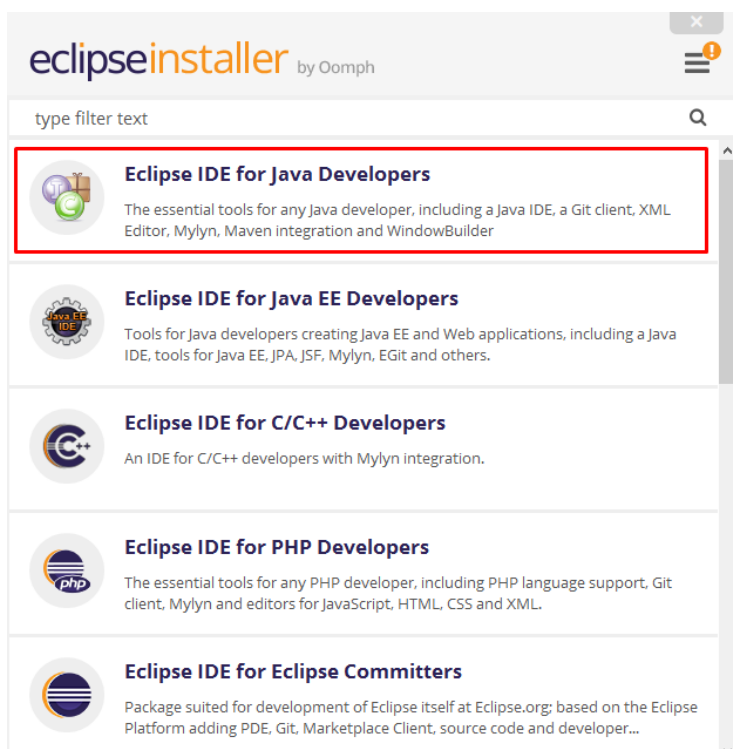 eclipseinstaller by Oomph
type filter text
Eclipse IDE for Java Developers
The essential tools for any Java developer, including a Java IDE, a Git client, XML
Editor, Mylyn, Maven integration and WindowBuilder
Java EE
IDE
Eclipse IDE for Java EE Developers
Tools for Java developers creating Java EE and Web applications, including a Java
IDE, tools for Java EE, JPA, JSF, Mylyn, EGit and others.
C++
Eclipse IDE for C/C++ Developers
An IDE for C/C++ developers with Mylyn integration.
php
Eclipse IDE for PHP Developers
The essential tools for any PHP developer, including PHP language support, Git
client, Mylyn and editors for JavaScript, HTML, CSS and XML.
Eclipse IDE for Eclipse Committers
Package suited for development of Eclipse itself at Eclipse.org; based on the Eclipse
Platform adding PDE, Git, Marketplace Client, source code and developer...